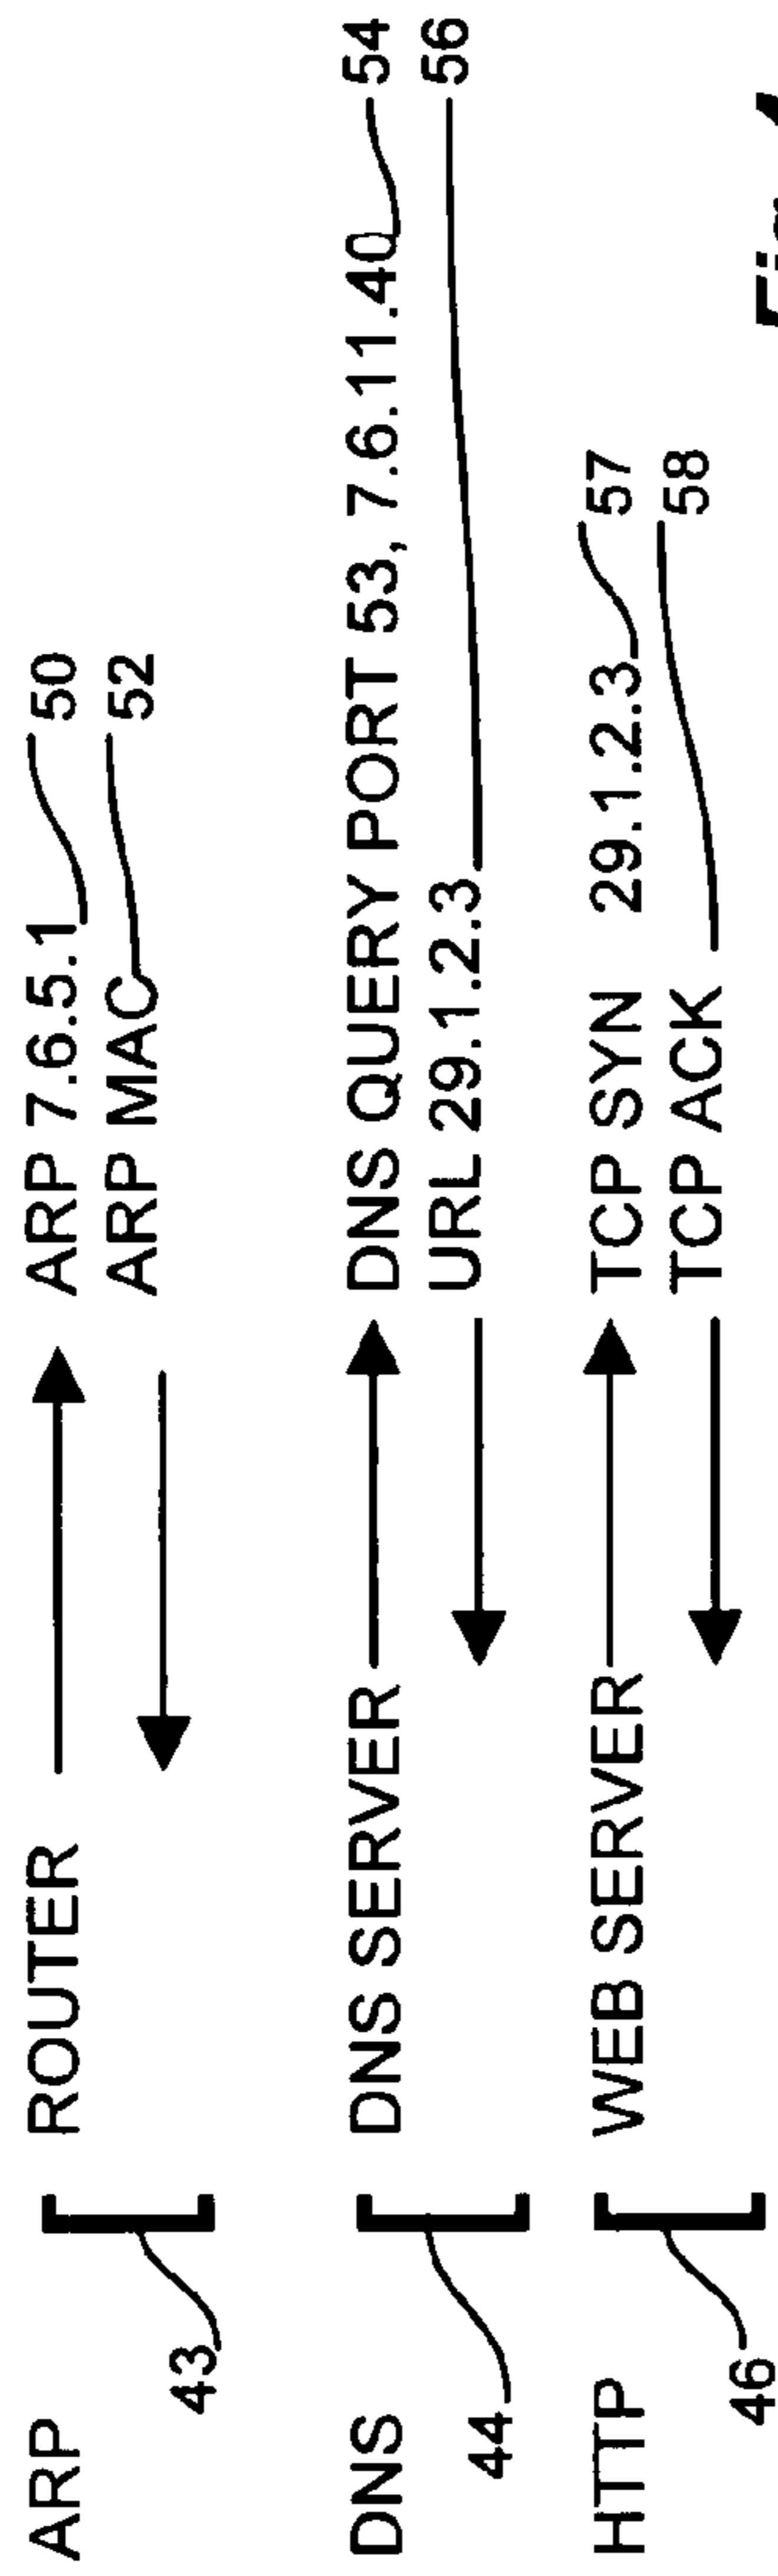 ARP ROUTER ARP 7.6.5.1 50
ARP MAC 52
43
DNS DNS SERVER DNS QUERY PORT 53, 7.6.11.40 54
URL 29.1.2.3 56
44
HTTP WEB SERVER TCP SYN 29.1.2.3 57
TCP ACK 58
46